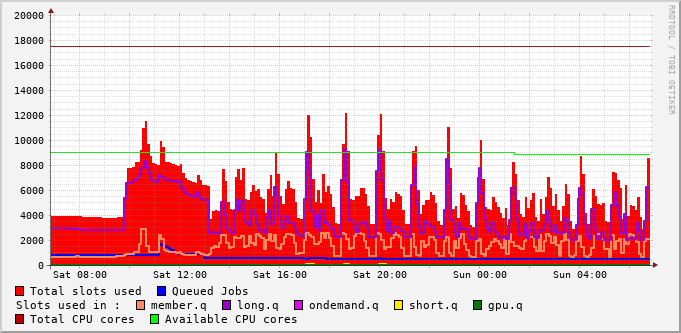 20000
18000
16000
14000
12000
10000
8000
6000
4000
2000
0
Sat 08:00 Sat 12:00 Sat 16:00 Sat 20:00 Sun 00:00 Sun 04:00
Total slots used Queued Jobs
Slots used in : member.q long.q ondemand.q short.q gpu.q
Total CPU cores Available CPU cores
RRDTOOL / TOBI OETIKER